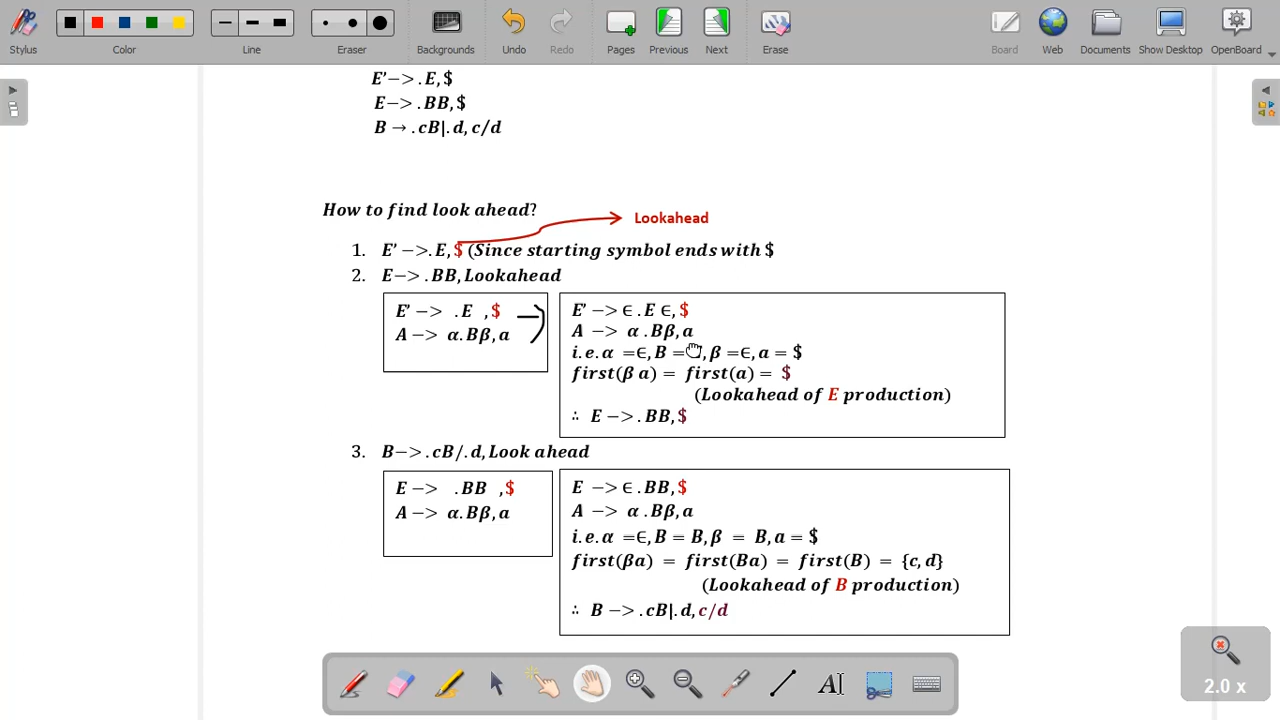 Stylus
Color
Line
Eraser
Backgrounds
Undo
Redo
Pages
Previous
Next
Erase
Board
Web
Documents
Show Desktop
OpenBoard
E'−> .E,$
E−> .BB,$
B → .cB|.d,c/d
How to find look ahead?
Lookahead
1. E' −>.E,$ (Since starting symbol ends with $
2. E−> .BB,Lookahead
E'−> .E ,$
A−> α.Bβ,a
E' −> ϵ .E ϵ,$
A −> α .Bβ,a
i.e.α =ϵ,B = ,β =ϵ,a = $
first(β a) = first(a) = $
(Lookahead of E production)
∴ E −>.BB,$
3. B−> .cB/.d,Look ahead
E −> .BB ,$
A−> α.Bβ,a
E −> ϵ .BB,$
A −> α .Bβ,a
i.e.α =ϵ,B = B,β = B,a = $
first(βa) = first(Ba) = first(B) = {c,d}
(Lookahead of B production)
∴ B −>.cB|.d,c/d
2.0 x